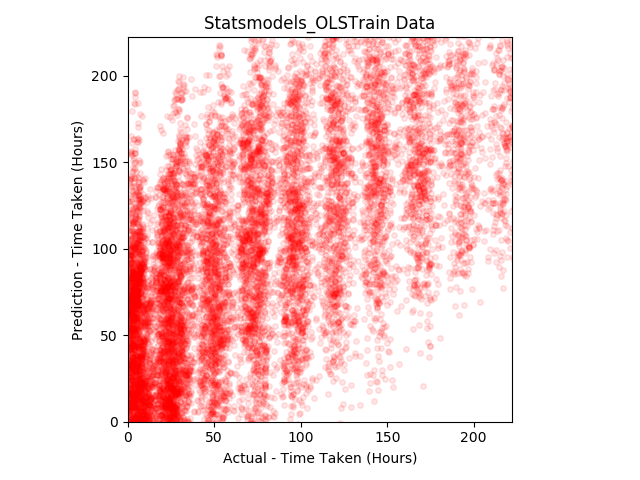 Statsmodels_OLSTrain Data
Prediction - Time Taken (Hours)
200
150
100
50
0
0 50 100 150 200
Actual - Time Taken (Hours)